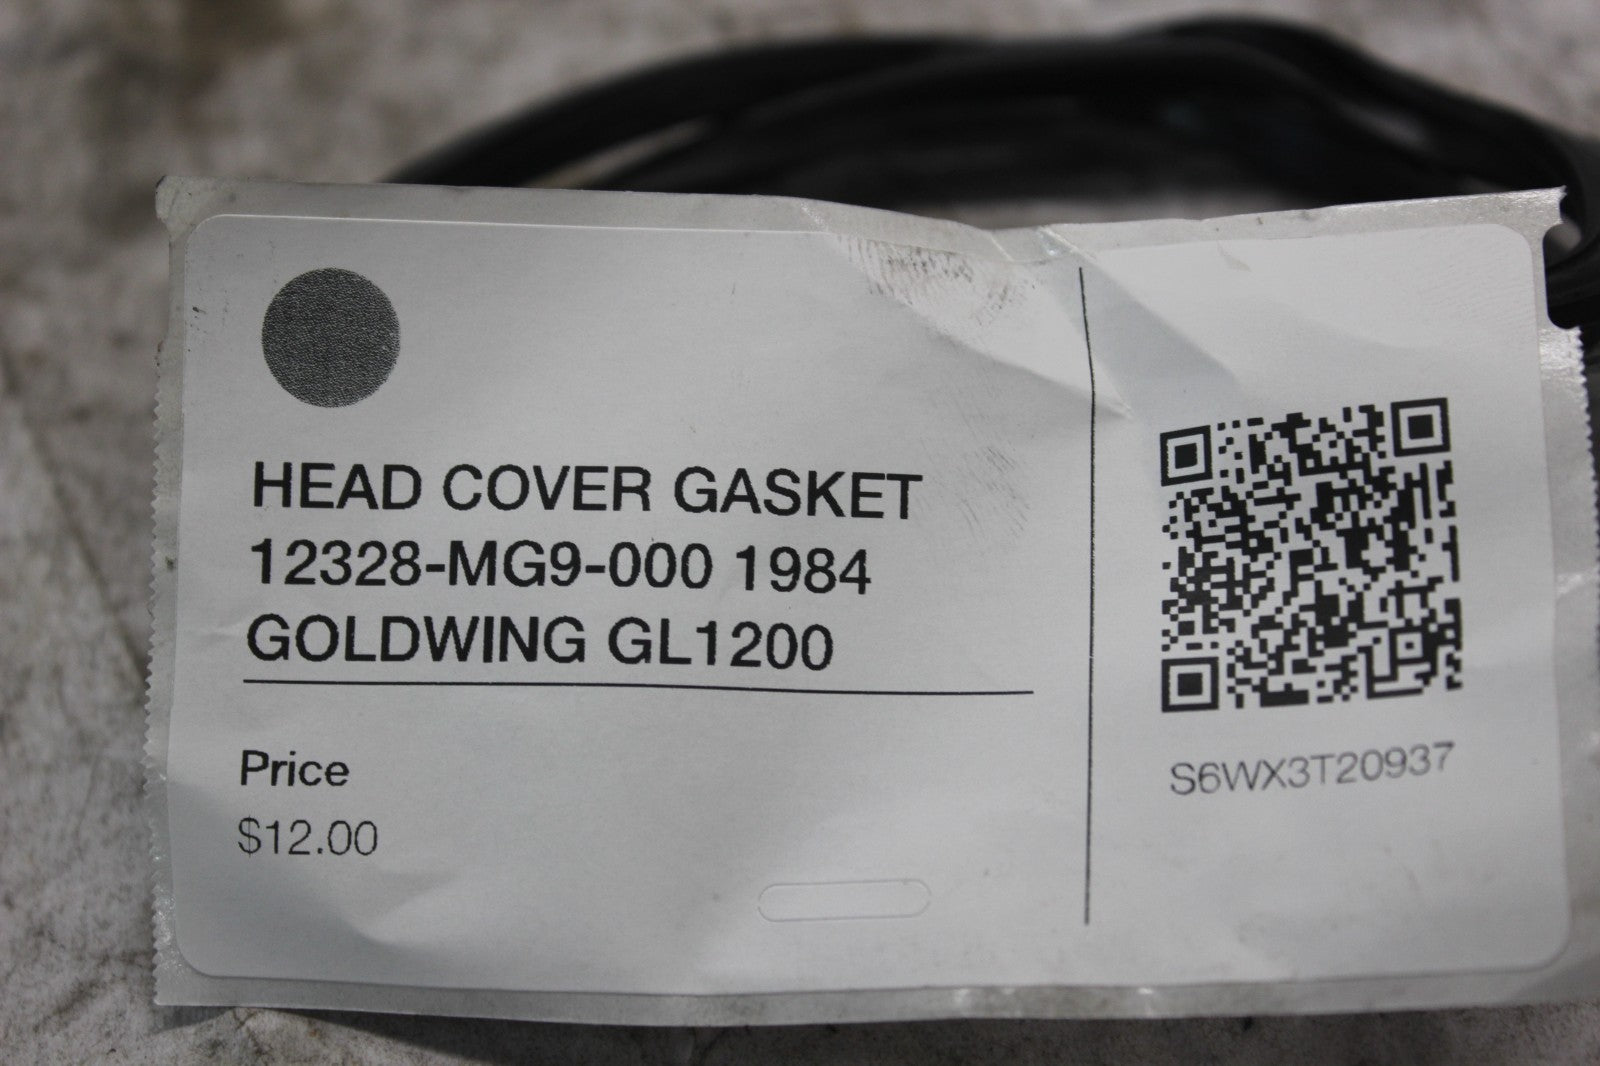 HEAD COVER GASKET
12328-MG9-000 1984
GOLDWING GL1200
Price
$12.00
S6WX3T20937